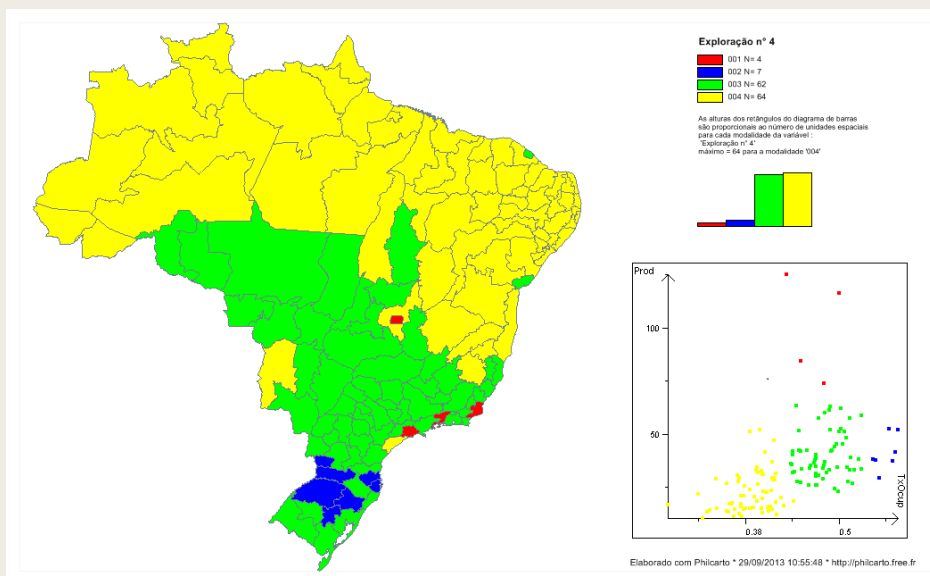 Exploração n° 4
001 N= 4
002 N= 7
003 N= 62
004 N= 64
As alturas dos retângulos do diagrama de barras
são proporcionais ao número de unidades espaciais
para cada modalidade da variável :
"Exploração n° 4"
máximo = 64 para a modalidade '004'
Prod
100
50
TxOcup
0.38
0.5
Elaborado com Philcarto * 29/09/2013 10:55:48 * http://philcarto.free.fr